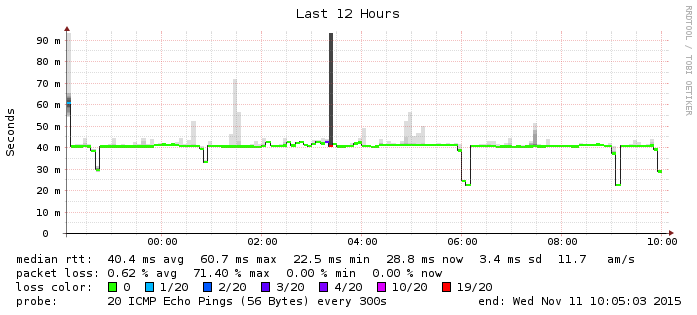 Last 12 Hours
RRDTOOL / TOBI OETIKER
Seconds
90 m
80 m
70 m
60 m
50 m
40 m
30 m
20 m
10 m
0
00:00 02:00 04:00 06:00 08:00 10:00
median rtt: 40.4 ms avg 60.7 ms max 22.5 ms min 28.8 ms now 3.4 ms sd 11.7 am/s
packet loss: 0.62 % avg 71.40 % max 0.00 % min 0.00 % now
loss color: 0 1/20 2/20 3/20 4/20 10/20 19/20
probe: 20 ICMP Echo Pings (56 Bytes) every 300s end: Wed Nov 11 10:05:03 2015